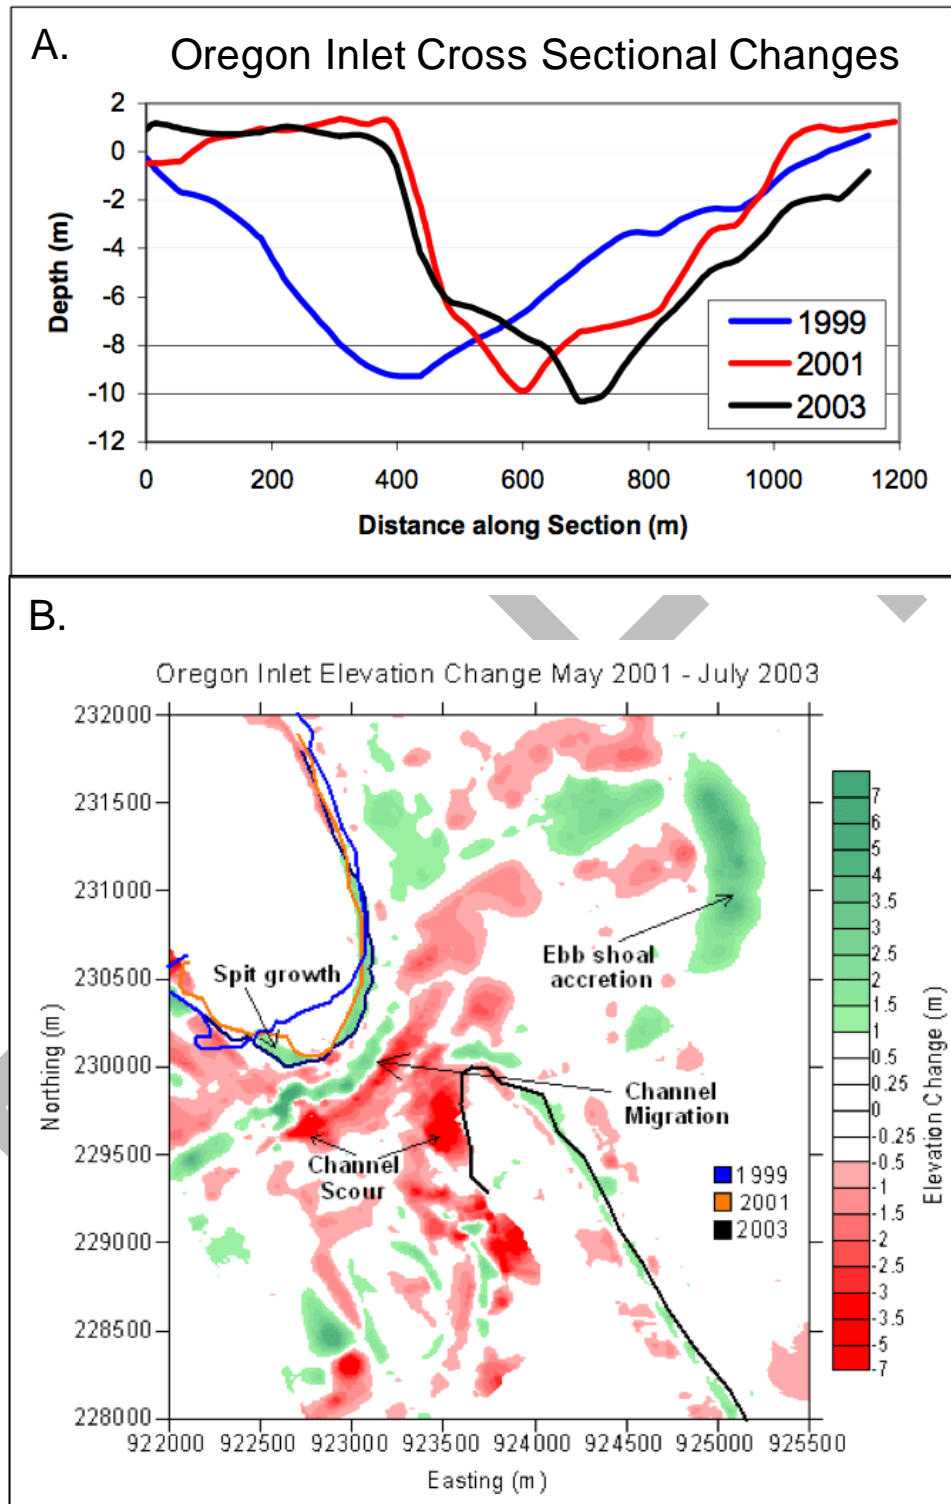 A.
Oregon Inlet Cross Sectional Changes
2
0
-2
-4
-6
-8
-10
-12
Depth (m)
0 200 400 600 800 1000 1200
Distance along Section (m)
1999
2001
2003
B.
Oregon Inlet Elevation Change May 2001 - July 2003
232000
231500
231000
230500
230000
229500
229000
228500
228000
Northing (m)
922000 922500 923000 923500 924000 924500 925000 925500
Easting (m)
Spit growth
Ebb shoal
accretion
Channel
Migration
Channel
Scour
1999
2001
2003
7
6
5
4
3.5
3
2.5
2
1.5
1
0.5
0.25
0
-0.25
-0.5
-1
-1.5
-2
-2.5
-3
-3.5
-5
-7
Elevation Change (m)